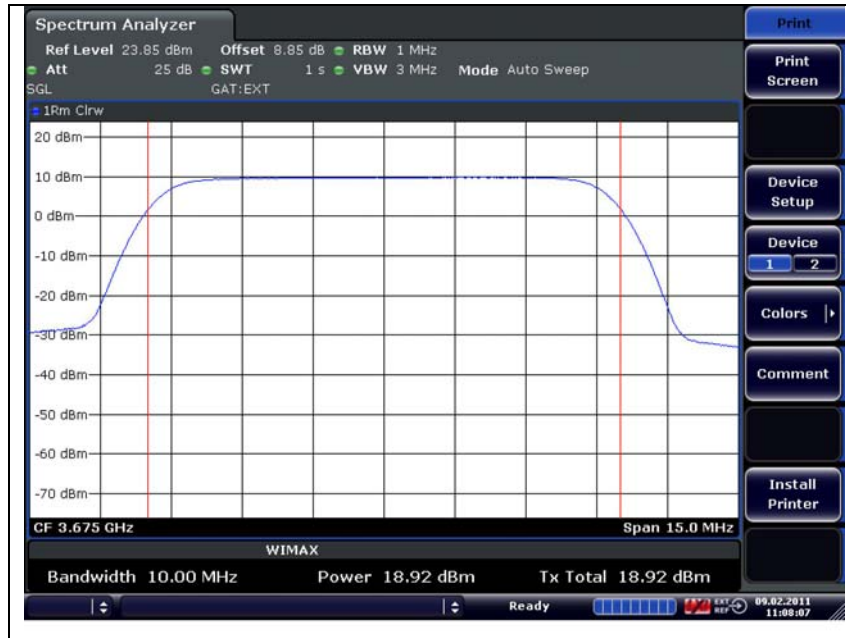 Spectrum Analyzer
Ref Level 23.85 dBm Offset 8.85 dB RBW 1 MHz
Att 25 dB SWT 1 s VBW 3 MHz Mode Auto Sweep
SGL GAT:EXT
1Rm Clrw
20 dBm
10 dBm
0 dBm
-10 dBm
-20 dBm
-30 dBm
-40 dBm
-50 dBm
-60 dBm
-70 dBm
CF 3.675 GHz Span 15.0 MHz
WIMAX
Bandwidth 10.00 MHz Power 18.92 dBm Tx Total 18.92 dBm
Ready EXT REF 09.02.2011 11:08:07
Print
Print
Screen
Device
Setup
Device
1 2
Colors
Comment
Install
Printer